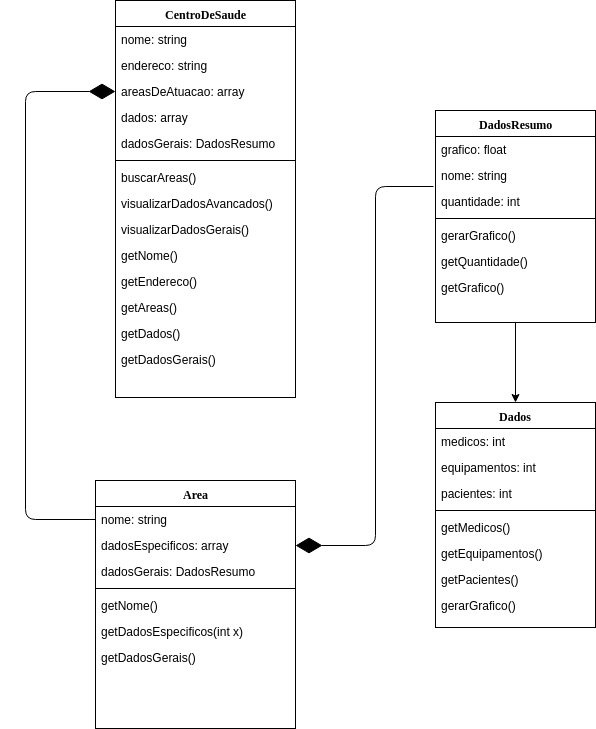 CentroDeSaude
nome: string
endereco: string
areasDeAtuacao: array
dados: array
dadosGerais: DadosResumo
buscarAreas()
visualizarDadosAvancados()
visualizarDadosGerais()
getNome()
getEndereco()
getAreas()
getDados()
getDadosGerais()
DadosResumo
grafico: float
nome: string
quantidade: int
gerarGrafico()
getQuantidade()
getGrafico()
Area
nome: string
dadosEspecificos: array
dadosGerais: DadosResumo
getNome()
getDadosEspecificos(int x)
getDadosGerais()
Dados
medicos: int
equipamentos: int
pacientes: int
getMedicos()
getEquipamentos()
getPacientes()
gerarGrafico()